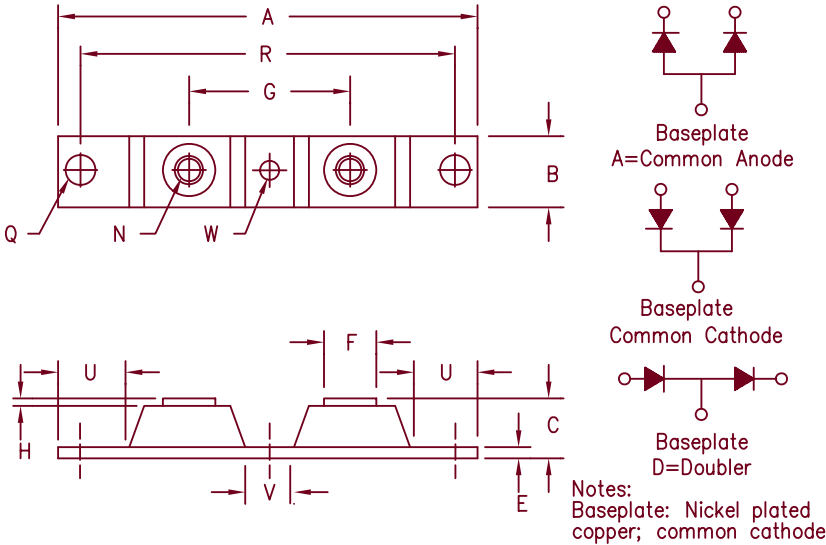 A
R
G
B
Q
N
W
Baseplate
A=Common Anode
Baseplate
Common Cathode
U
F
U
H
C
V
E
Baseplate
D=Doubler
Notes:
Baseplate: Nickel plated
copper; common cathode